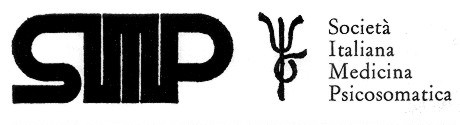 SIMP
Società
Italiana
Medicina
Psicosomatica